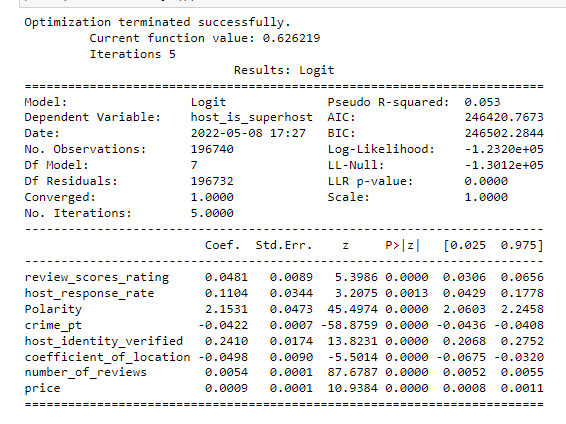 Optimization terminated successfully.
Current function value: 0.626219
Iterations 5
Results: Logit
=================================================================
Model: Logit Pseudo R-squared: 0.053
Dependent Variable: host_is_superhost AIC: 246420.7673
Date: 2022-05-08 17:27 BIC: 246502.2844
No. Observations: 196740 Log-Likelihood: -1.2320e+05
Df Model: 7 LL-Null: -1.3012e+05
Df Residuals: 196732 LLR p-value: 0.0000
Converged: 1.0000 Scale: 1.0000
No. Iterations: 5.0000
-----------------------------------------------------------------
Coef. Std.Err. z P>|z| [0.025 0.975]
-----------------------------------------------------------------
review_scores_rating 0.0481 0.0089 5.3986 0.0000 0.0306 0.0656
host_response_rate 0.1104 0.0344 3.2075 0.0013 0.0429 0.1778
Polarity 2.1531 0.0473 45.4974 0.0000 2.0603 2.2458
crime_pt -0.0422 0.0007 -58.8759 0.0000 -0.0436 -0.0408
host_identity_verified 0.2410 0.0174 13.8231 0.0000 0.2068 0.2752
coefficient_of_location -0.0498 0.0090 -5.5014 0.0000 -0.0675 -0.0320
number_of_reviews 0.0054 0.0001 87.6787 0.0000 0.0052 0.0055
price 0.0009 0.0001 10.9384 0.0000 0.0008 0.0011
=================================================================